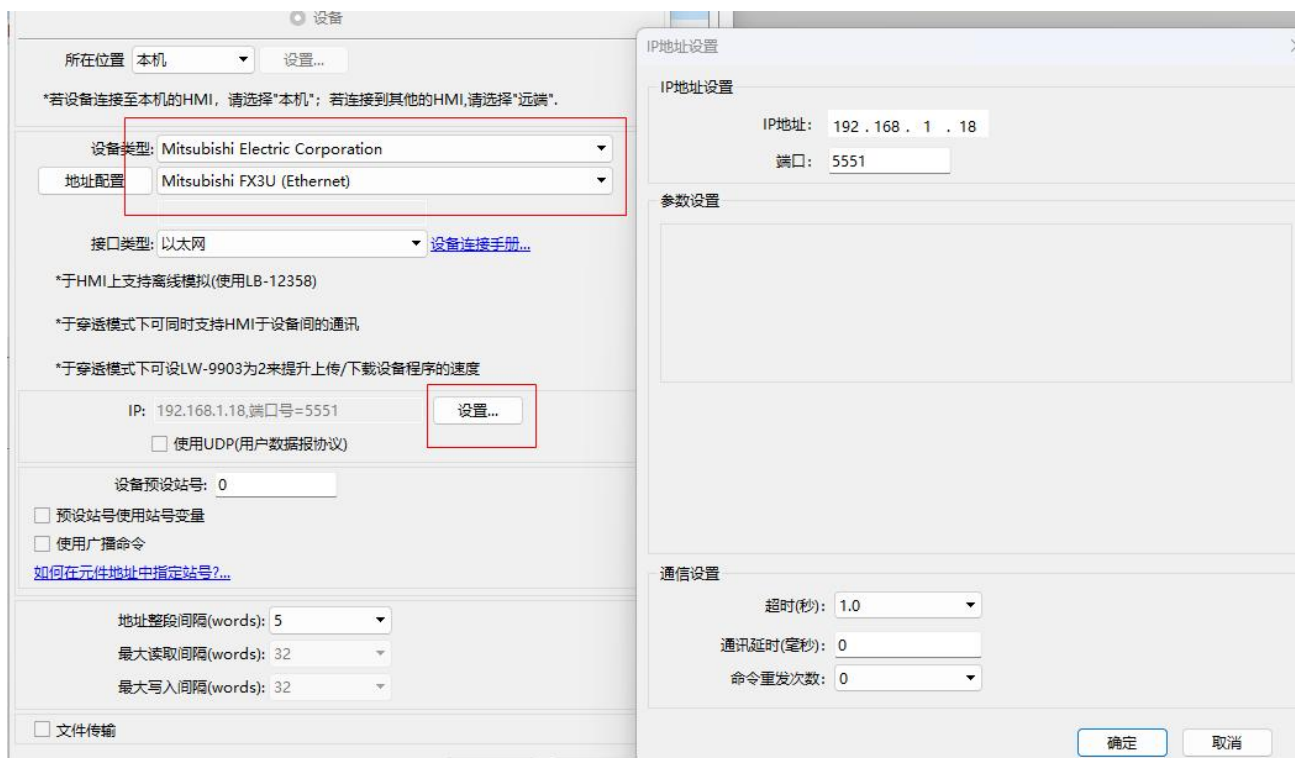 设备
所在位置 本机 设置...
*若设备连接至本机的HMI，请选择"本机"；若连接到其他的HMI,请选择"远端".
设备类型: Mitsubishi Electric Corporation
地址配置 Mitsubishi FX3U (Ethernet)
接口类型: 以太网 设备连接手册...
*于HMI上支持离线模拟(使用LB-12358)
*于穿透模式下可同时支持HMI于设备间的通讯
*于穿透模式下可设LW-9903为2来提升上传/下载设备程序的速度
IP: 192.168.1.18,端口号=5551 设置...
使用UDP(用户数据报协议)
设备预设站号: 0
预设站号使用站号变量
使用广播命令
如何在元件地址中指定站号?...
地址整段间隔(words): 5
最大读取间隔(words): 32
最大写入间隔(words): 32
文件传输
IP地址设置
IP地址设置
IP地址: 192 . 168 . 1 . 18
端口: 5551
参数设置
通信设置
超时(秒): 1.0
通讯延时(毫秒): 0
命令重发次数: 0
确定 取消